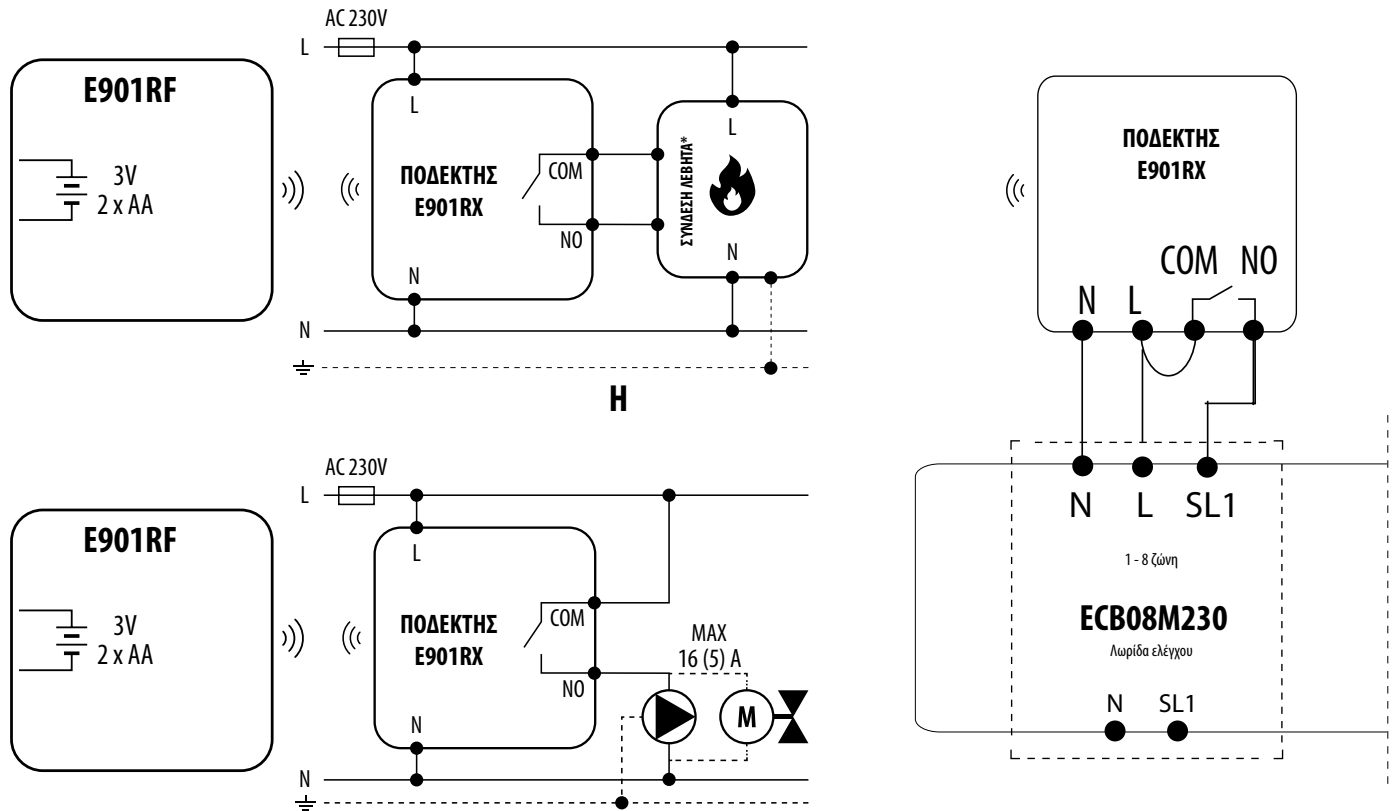 E901RF
3V
2 x AA
AC 230V
L
L
ΠΟΔΕΚΤΗΣ
E901RX
COM
NO
N
L
ΣΥΝΔΕΣΗ ΛΕΒΗΤΑ*
N
N
H
E901RF
3V
2 x AA
AC 230V
L
L
ΠΟΔΕΚΤΗΣ
E901RX
COM
NO
N
MAX
16 (5) A
M
N
ΠΟΔΕΚΤΗΣ
E901RX
COM NO
N L
N L SL1
1 - 8 ζώνη
ECB08M230
Λωρίδα ελέγχου
N SL1